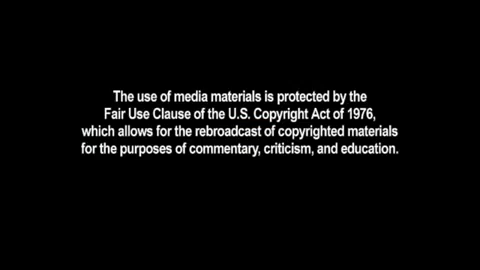 The use of media materials is protected by the
Fair Use Clause of the U.S. Copyright Act of 1976,
which allows for the rebroadcast of copyrighted materials
for the purposes of commentary, criticism, and education.